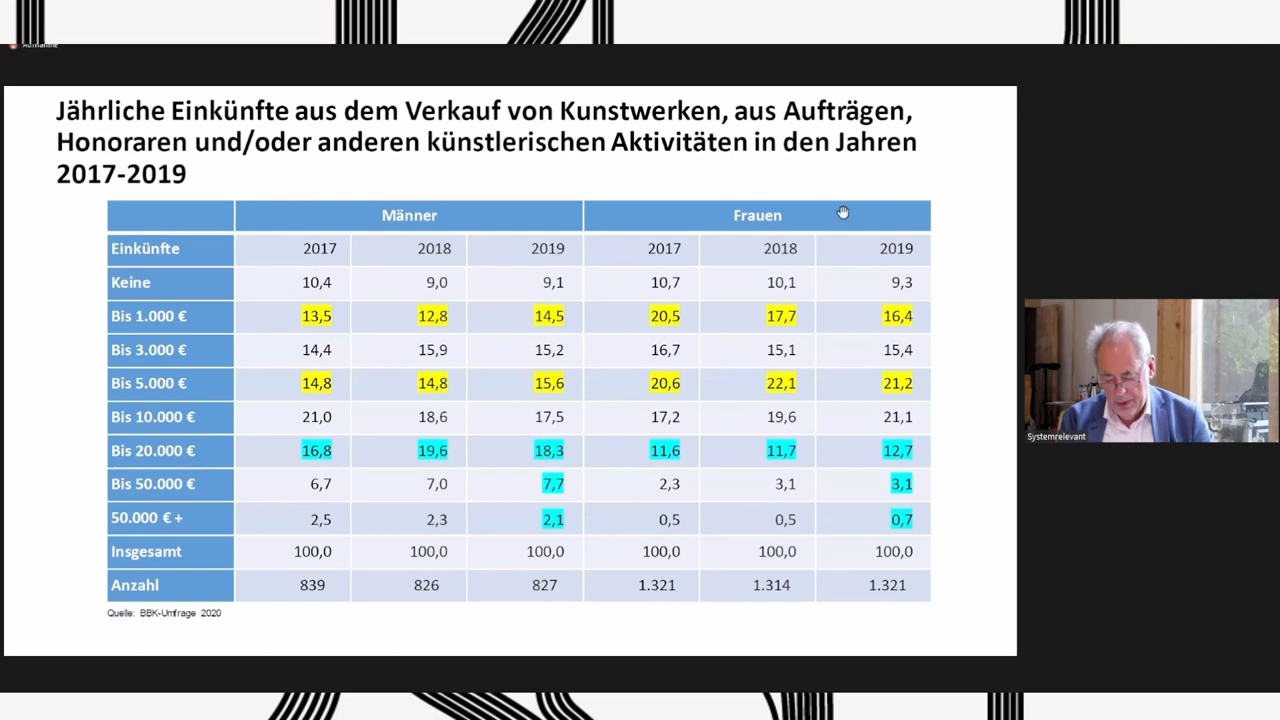 Aufnahme
Jährliche Einkünfte aus dem Verkauf von Kunstwerken, aus Aufträgen,
Honoraren und/oder anderen künstlerischen Aktivitäten in den Jahren
2017-2019
Männer Frauen
Einkünfte 2017 2018 2019 2017 2018 2019
Keine 10,4 9,0 9,1 10,7 10,1 9,3
Bis 1.000 € 13,5 12,8 14,5 20,5 17,7 16,4
Bis 3.000 € 14,4 15,9 15,2 16,7 15,1 15,4
Bis 5.000 € 14,8 14,8 15,6 20,6 22,1 21,2
Bis 10.000 € 21,0 18,6 17,5 17,2 19,6 21,1
Bis 20.000 € 16,8 19,6 18,3 11,6 11,7 12,7
Bis 50.000 € 6,7 7,0 7,7 2,3 3,1 3,1
50.000 € + 2,5 2,3 2,1 0,5 0,5 0,7
Insgesamt 100,0 100,0 100,0 100,0 100,0 100,0
Anzahl 839 826 827 1.321 1.314 1.321
Quelle: BBK-Umfrage 2020
Systemrelevant